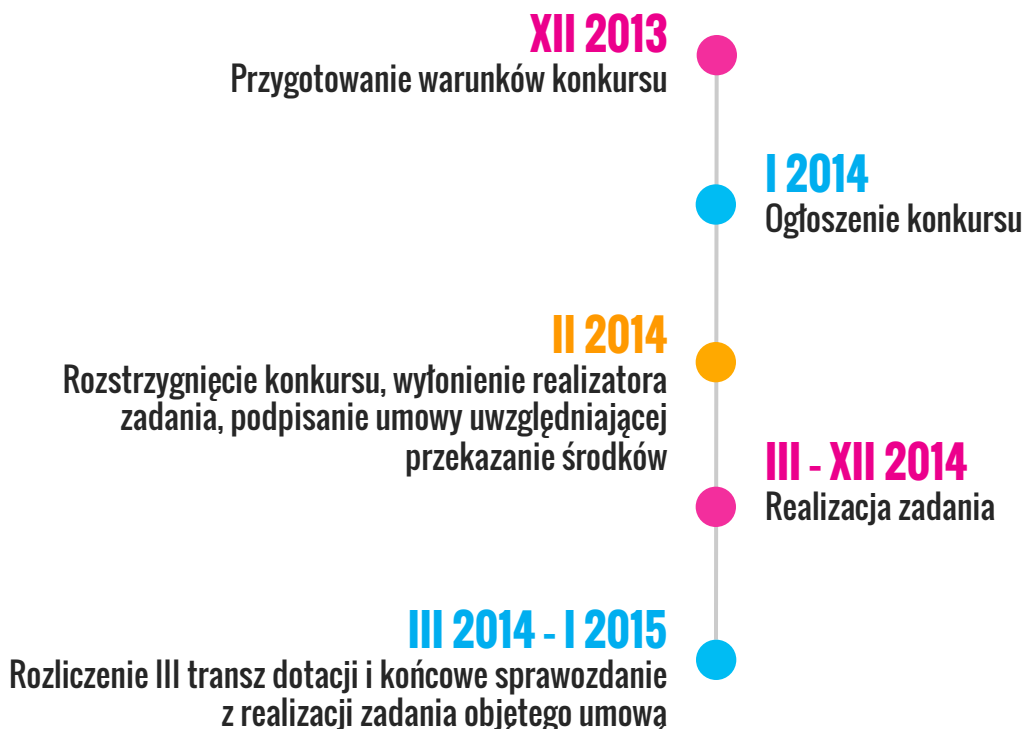 XII 2013
Przygotowanie warunków konkursu
I 2014
Ogłoszenie konkursu
II 2014
Rozstrzygnięcie konkursu, wyłonienie realizatora
zadania, podpisanie umowy uwzględniającej
przekazanie środków
III - XII 2014
Realizacja zadania
III 2014 - I 2015
Rozliczenie III transz dotacji i końcowe sprawozdanie
z realizacji zadania objętego umową